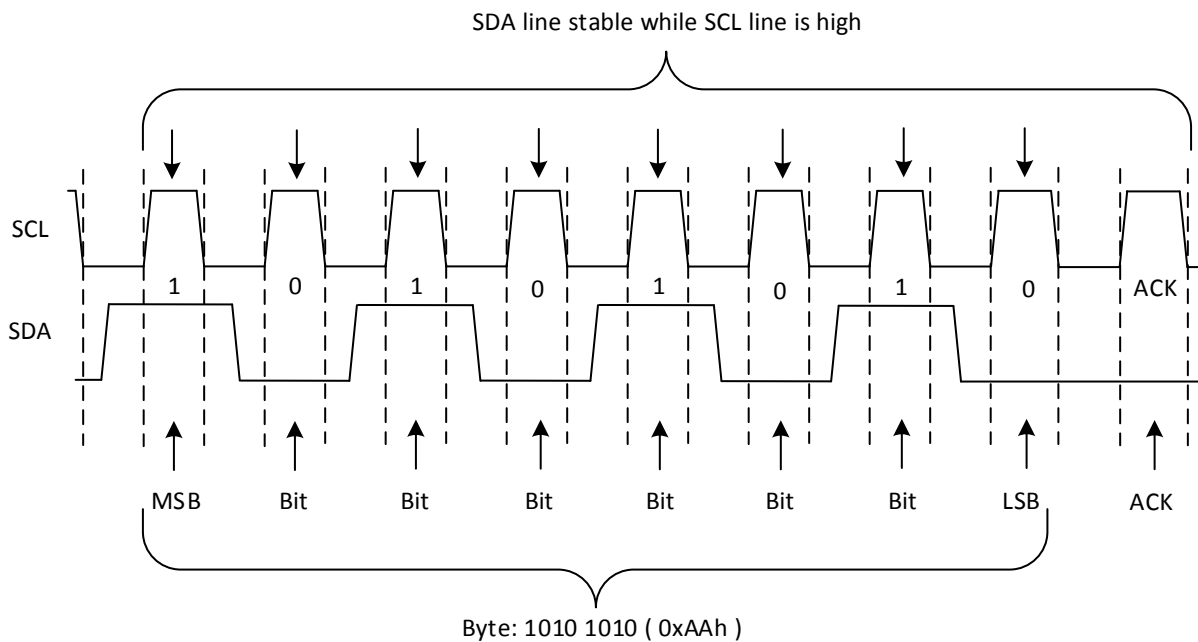 SDA line stable while SCL line is high
SCL
1 0 1 0 1 0 1 0 ACK
SDA
MSB Bit Bit Bit Bit Bit Bit LSB ACK
Byte: 1010 1010 ( 0xAAh )